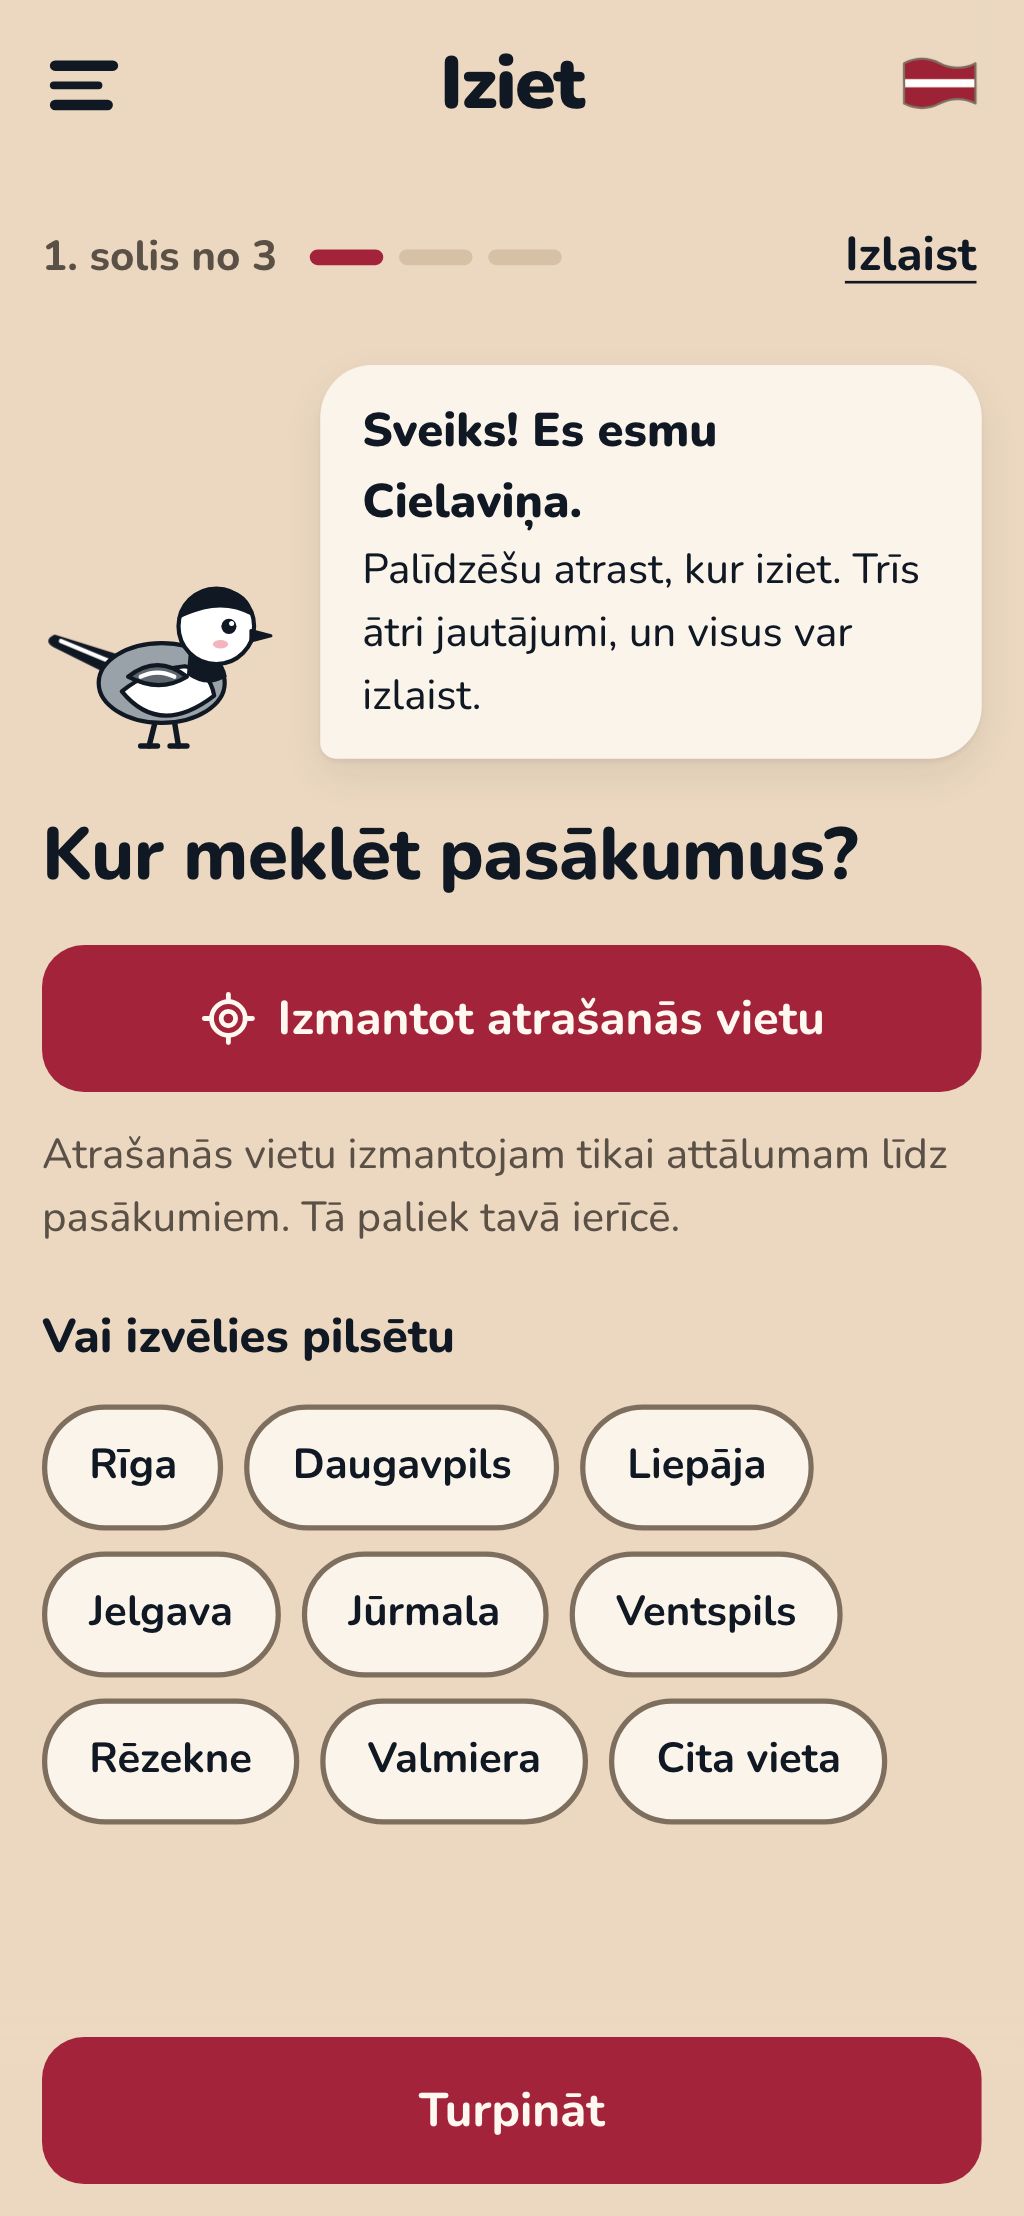 Iziet
1. solis no 3
Izlaist
Sveiks! Es esmu
Cielaviņa.
Palīdzēšu atrast, kur iziet. Trīs
ātri jautājumi, un visus var
izlaist.
Kur meklēt pasākumus?
Izmantot atrašanās vietu
Atrašanās vietu izmantojam tikai attālumam līdz
pasākumiem. Tā paliek tavā ierīcē.
Vai izvēlies pilsētu
Rīga
Daugavpils
Liepāja
Jelgava
Jūrmala
Ventspils
Rēzekne
Valmiera
Cita vieta
Turpināt